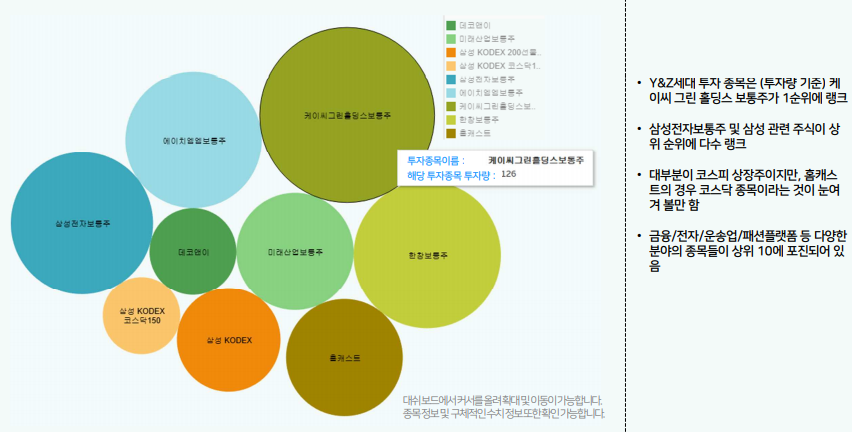 데코앤이
미래산업보통주
삼성 KODEX 200선물..
삼성 KODEX 코스닥1..
삼성전자보통주
에이치엘엠보통주
케이씨그린홀딩스보..
한창보통주
홈캐스트
케이씨그린홀딩스보통주
에이치엘엠보통주
투자종목이름 : 케이씨그린홀딩스보통주
해당 투자종목 투자량 : 126
삼성전자보통주
데코앤이
미래산업보통주
한창보통주
삼성 KODEX
코스닥150
삼성 KODEX
홈캐스트
대쉬보드에서 커서를 올려 확대 및 이동이 가능합니다.
종목 정보 및 구체적인 수치 정보 또한 확인 가능합니다.
• Y&Z세대 투자 종목은 (투자량 기준) 케
이씨 그린 홀딩스 보통주가 1순위에 랭크
• 삼성전자보통주 및 삼성 관련 주식이 상
위 순위에 다수 랭크
• 대부분이 코스피 상장주이지만, 홈캐스
트의 경우 코스닥 종목이라는 것이 눈여
겨 볼만 함
• 금융/전자/운송업/패션플랫폼 등 다양한
분야의 종목들이 상위 10에 포진되어 있
음